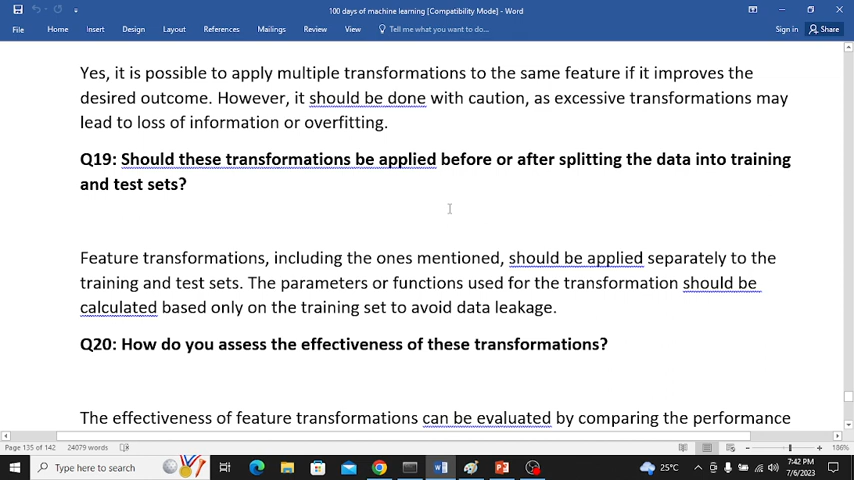 100 days of machine learning [Compatibility Mode] - Word
Sign in
Share
File Home Insert Design Layout References Mailings Review View Tell me what you want to do...
Yes, it is possible to apply multiple transformations to the same feature if it improves the
desired outcome. However, it should be done with caution, as excessive transformations may
lead to loss of information or overfitting.
Q19: Should these transformations be applied before or after splitting the data into training
and test sets?
Feature transformations, including the ones mentioned, should be applied separately to the
training and test sets. The parameters or functions used for the transformation should be
calculated based only on the training set to avoid data leakage.
Q20: How do you assess the effectiveness of these transformations?
The effectiveness of feature transformations can be evaluated by comparing the performance
Page 135 of 142 24079 words 186%
Type here to search
25°C
7:42 PM
7/6/2023